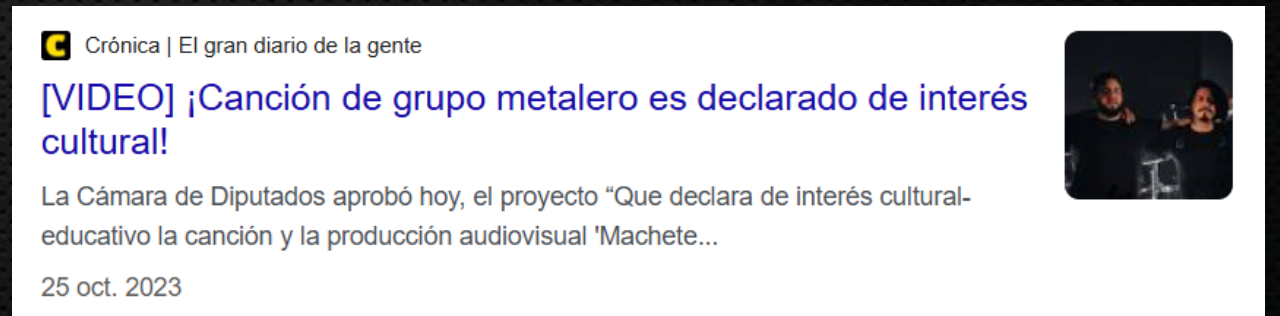 Crónica | El gran diario de la gente
[VIDEO] ¡Canción de grupo metalero es declarado de interés
cultural!
La Cámara de Diputados aprobó hoy, el proyecto “Que declara de interés cultural-
educativo la canción y la producción audiovisual 'Machete...
25 oct. 2023